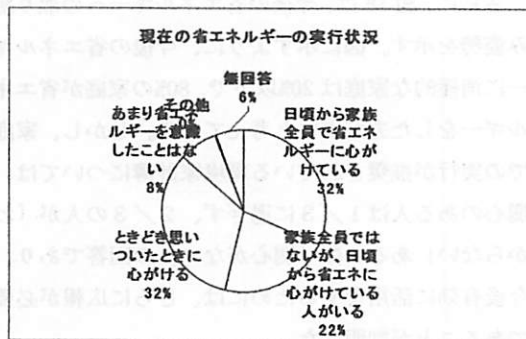 現在の省エネルギーの実行状況
無回答
6%
その他
日頃から家族
全員で省エネ
ルギーに心が
けている
32%
家族全員では
ないが、日頃
から省エネに
心がけている
人がいる
22%
ときどき思い
ついたときに
心がける
32%
あまり省エネ
ルギーを意識
したことはな
い
8%